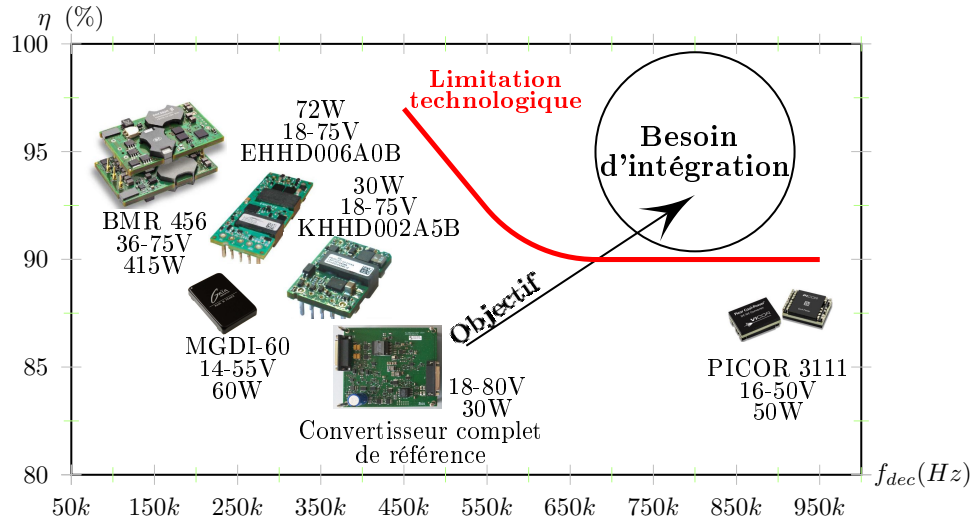 η (%)
100
95
90
85
80
50k 150k 250k 350k 450k 550k 650k 750k 850k 950k
f_dec(Hz)
Limitation
technologique
Besoin
d'intégration
Objectif
72W
18-75V
EHHD006A0B
30W
18-75V
KHHD002A5B
BMR 456
36-75V
415W
MGDI-60
14-55V
60W
18-80V
30W
Convertisseur complet
de référence
PICOR 3111
16-50V
50W
GAIA
VICOR